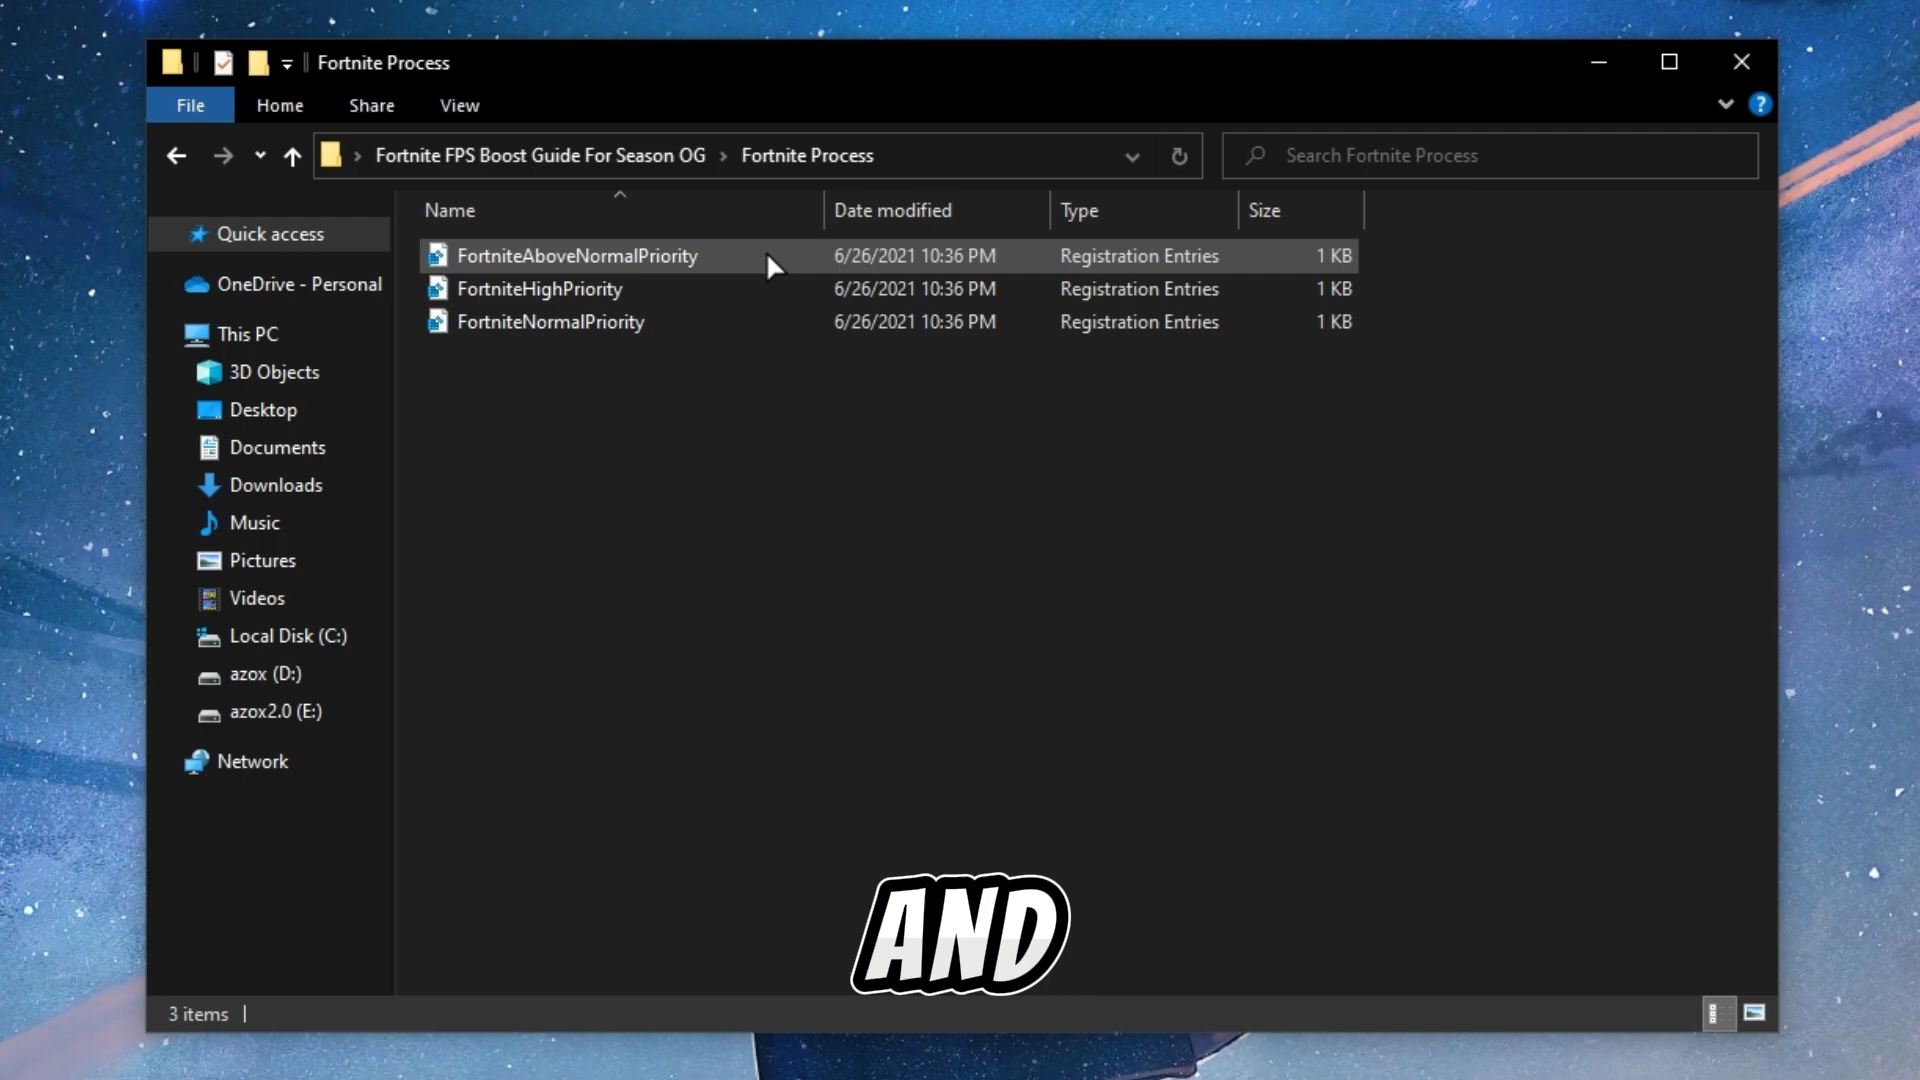 Fortnite Process
File Home Share View ?
Fortnite FPS Boost Guide For Season OG > Fortnite Process Search Fortnite Process
Name Date modified Type Size
Quick access
FortniteAboveNormalPriority 6/26/2021 10:36 PM Registration Entries 1 KB
OneDrive - Personal
FortniteHighPriority 6/26/2021 10:36 PM Registration Entries 1 KB
FortniteNormalPriority 6/26/2021 10:36 PM Registration Entries 1 KB
This PC
3D Objects
Desktop
Documents
Downloads
Music
Pictures
Videos
Local Disk (C:)
azox (D:)
azox2.0 (E:)
Network
AND
3 items